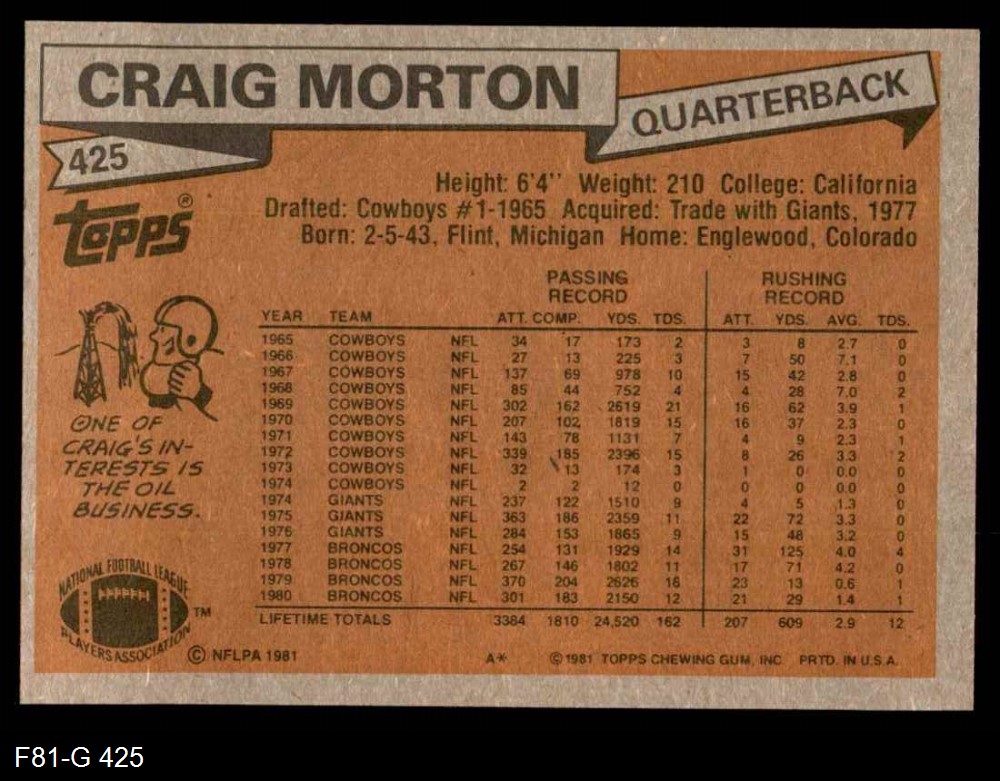 CRAIG MORTON
QUARTERBACK
425
Topps®
Height: 6'4'' Weight: 210 College: California
Drafted: Cowboys #1-1965 Acquired: Trade with Giants, 1977
Born: 2-5-43, Flint, Michigan Home: Englewood, Colorado
PASSING RECORD RUSHING RECORD
YEAR TEAM ATT. COMP. YDS. TDS. ATT. YDS. AVG. TDS.
1965 COWBOYS NFL 34 17 173 2 3 8 2.7 0
1966 COWBOYS NFL 27 13 225 3 7 50 7.1 0
1967 COWBOYS NFL 137 69 978 10 15 42 2.8 0
1968 COWBOYS NFL 85 44 752 4 4 28 7.0 2
1969 COWBOYS NFL 302 162 2619 21 16 62 3.9 1
1970 COWBOYS NFL 207 102 1819 15 16 37 2.3 0
1971 COWBOYS NFL 143 78 1131 7 4 9 2.3 1
1972 COWBOYS NFL 339 185 2396 15 8 26 3.3 2
1973 COWBOYS NFL 32 13 174 3 1 0 0.0 0
1974 COWBOYS NFL 2 2 12 0 0 0 0.0 0
1974 GIANTS NFL 237 122 1510 9 4 5 1.3 0
1975 GIANTS NFL 363 186 2359 11 22 72 3.3 0
1976 GIANTS NFL 284 153 1865 9 15 48 3.2 0
1977 BRONCOS NFL 254 131 1929 14 31 125 4.0 4
1978 BRONCOS NFL 267 146 1802 11 17 71 4.2 0
1979 BRONCOS NFL 370 204 2626 16 23 13 0.6 1
1980 BRONCOS NFL 301 183 2150 12 21 29 1.4 1
LIFETIME TOTALS 3384 1810 24,520 162 207 609 2.9 12
ONE OF
CRAIG'S IN-
TERESTS IS
THE OIL
BUSINESS.
NATIONAL FOOTBALL LEAGUE
PLAYERS ASSOCIATION
TM
© NFLPA 1981 A* © 1981 TOPPS CHEWING GUM, INC. PRTD. IN U.S.A.
F81-G 425